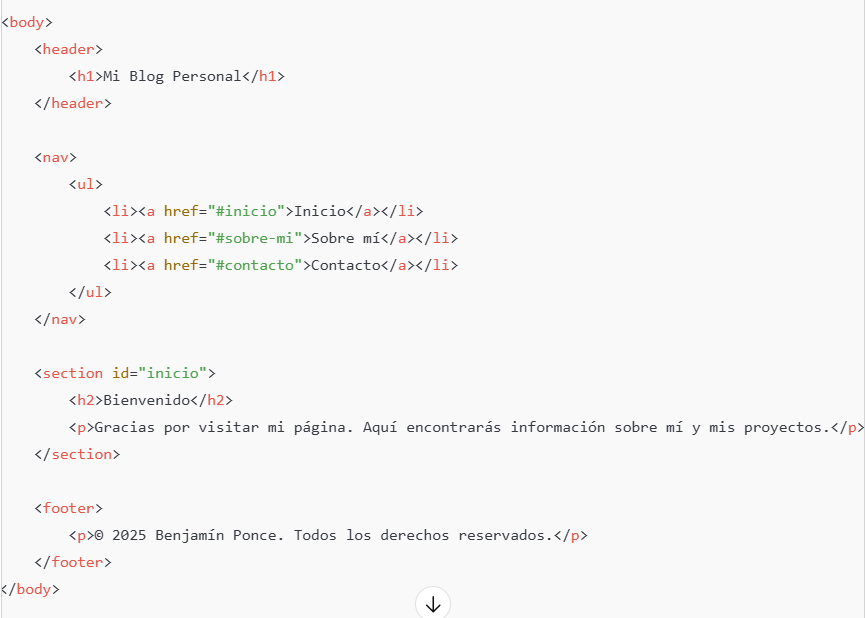 <body>
<header>
<h1>Mi Blog Personal</h1>
</header>
<nav>
<ul>
<li><a href="#inicio">Inicio</a></li>
<li><a href="#sobre-mi">Sobre mí</a></li>
<li><a href="#contacto">Contacto</a></li>
</ul>
</nav>
<section id="inicio">
<h2>Bienvenido</h2>
<p>Gracias por visitar mi página. Aquí encontrarás información sobre mí y mis proyectos.</p>
</section>
<footer>
<p>© 2025 Benjamín Ponce. Todos los derechos reservados.</p>
</footer>
</body>